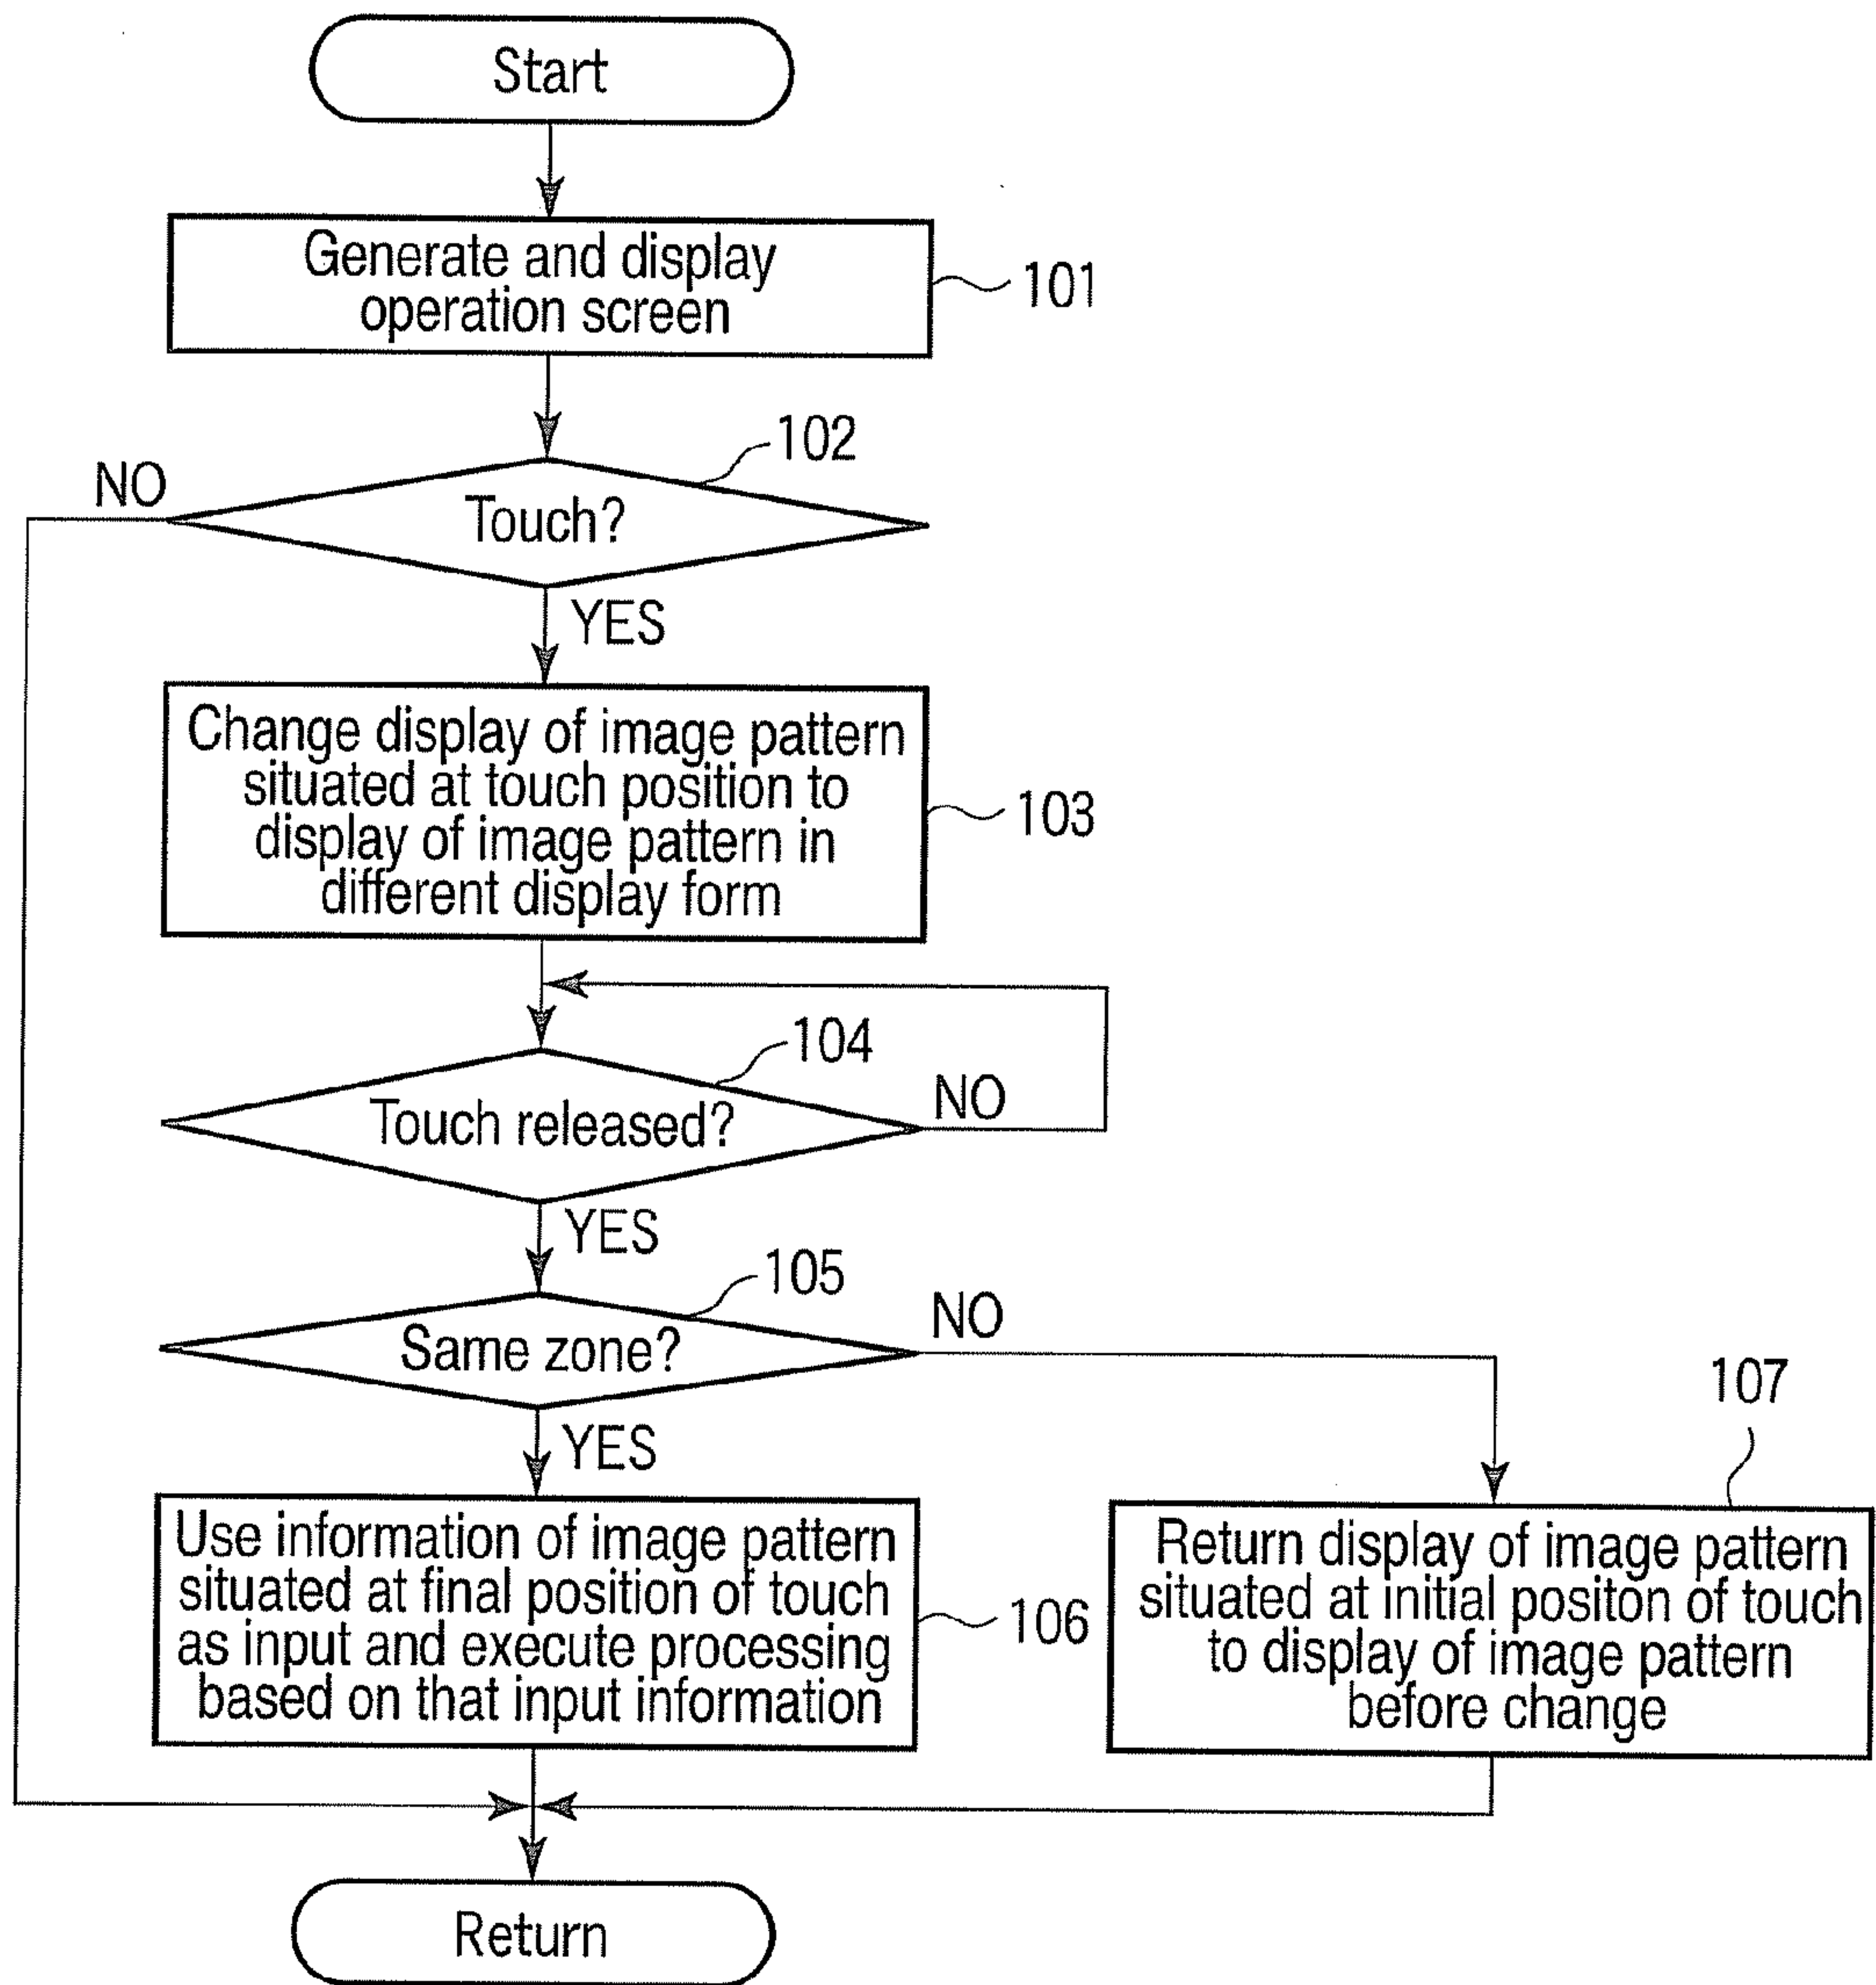 Start
Generate and display
operation screen
101
102
NO
Touch?
YES
Change display of image pattern
situated at touch position to
display of image pattern in
different display form
103
104
Touch released?
NO
YES
105
Same zone?
NO
YES
107
Use information of image pattern
situated at final position of touch
as input and execute processing
based on that input information
106
Return display of image pattern
situated at initial positon of touch
to display of image pattern
before change
Return